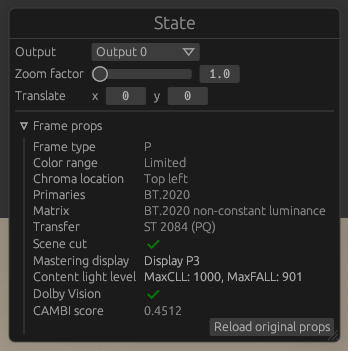 State
Output Output 0
Zoom factor 1.0
Translate x 0 y 0
Frame props
Frame type P
Color range Limited
Chroma location Top left
Primaries BT.2020
Matrix BT.2020 non-constant luminance
Transfer ST 2084 (PQ)
Scene cut ✓
Mastering display Display P3
Content light level MaxCLL: 1000, MaxFALL: 901
Dolby Vision ✓
CAMBI score 0.4512
Reload original props